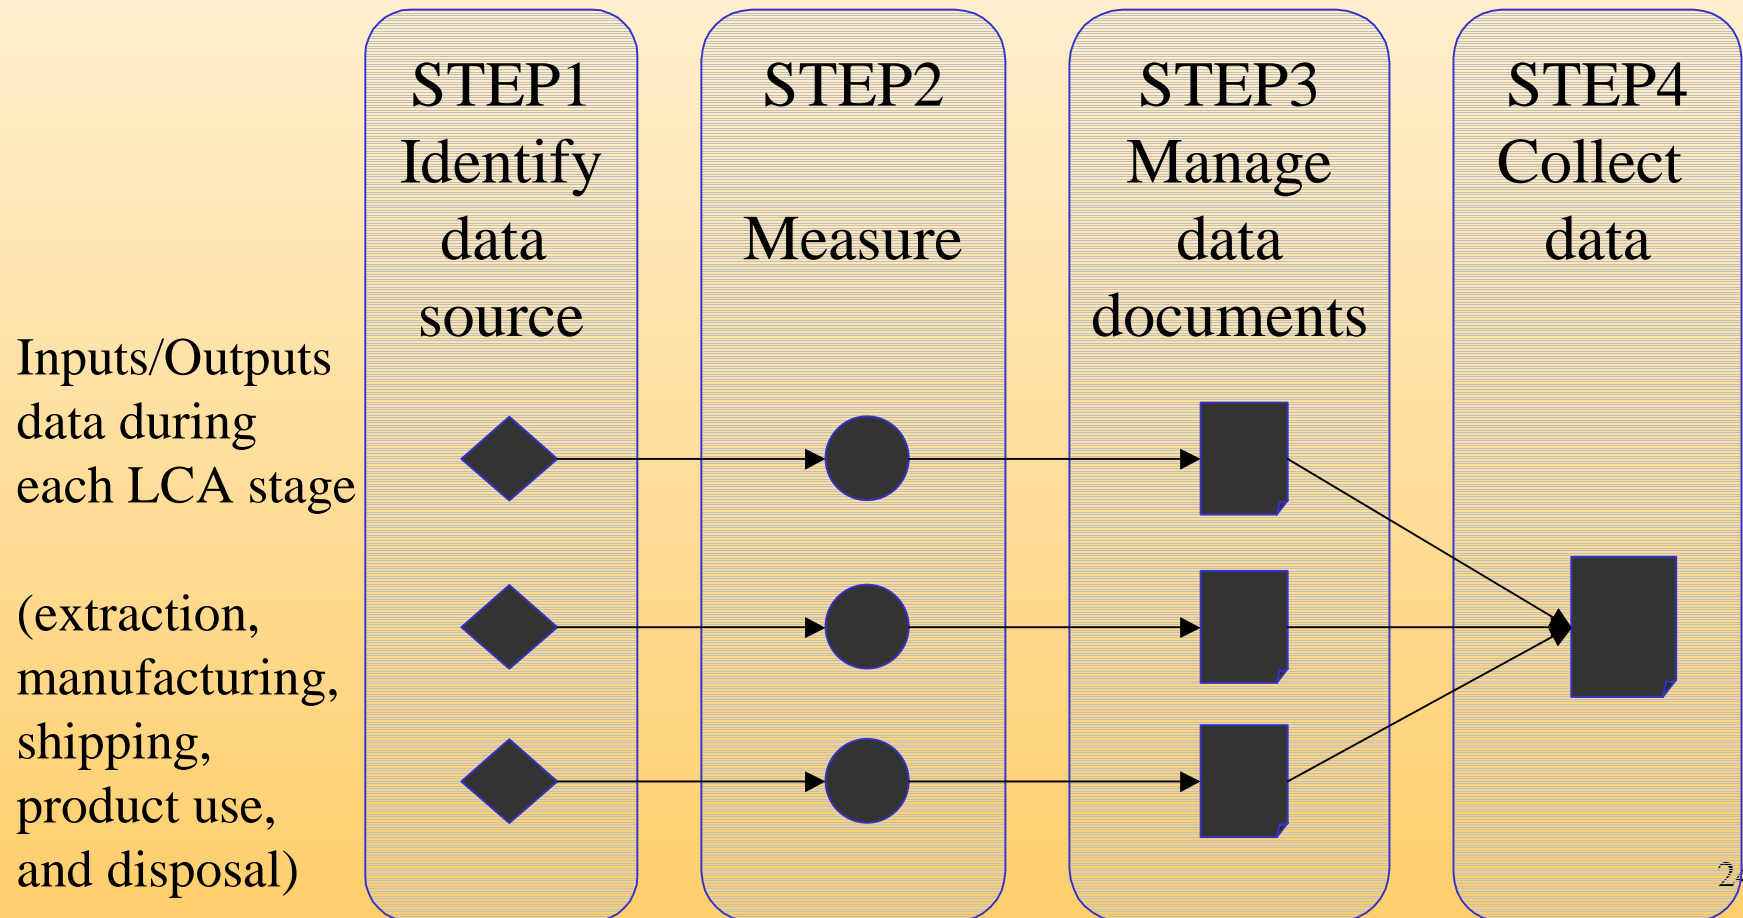 STEP1
Identify
data
source
STEP2
Measure
STEP3
Manage
data
documents
STEP4
Collect
data
Inputs/Outputs
data during
each LCA stage
(extraction,
manufacturing,
shipping,
product use,
and disposal)
24